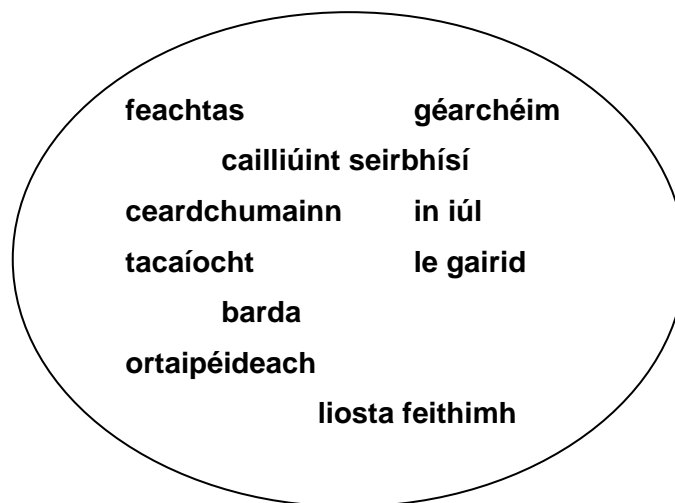 feachtas géarchéim
cailliúint seirbhísí
ceardchumainn in iúl
tacaíocht le gairid
barda
ortaipéideach
liosta feithimh